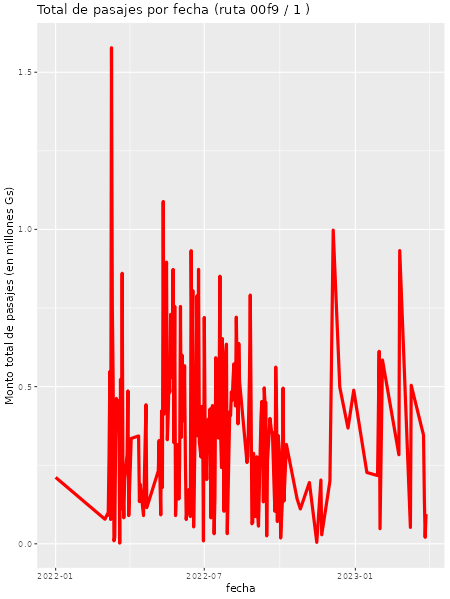 Total de pasajes por fecha (ruta 00f9 / 1 )
Monto total de pasajes (en millones Gs)
1.5
1.0
0.5
0.0
2022-01
2022-07
2023-01
fecha